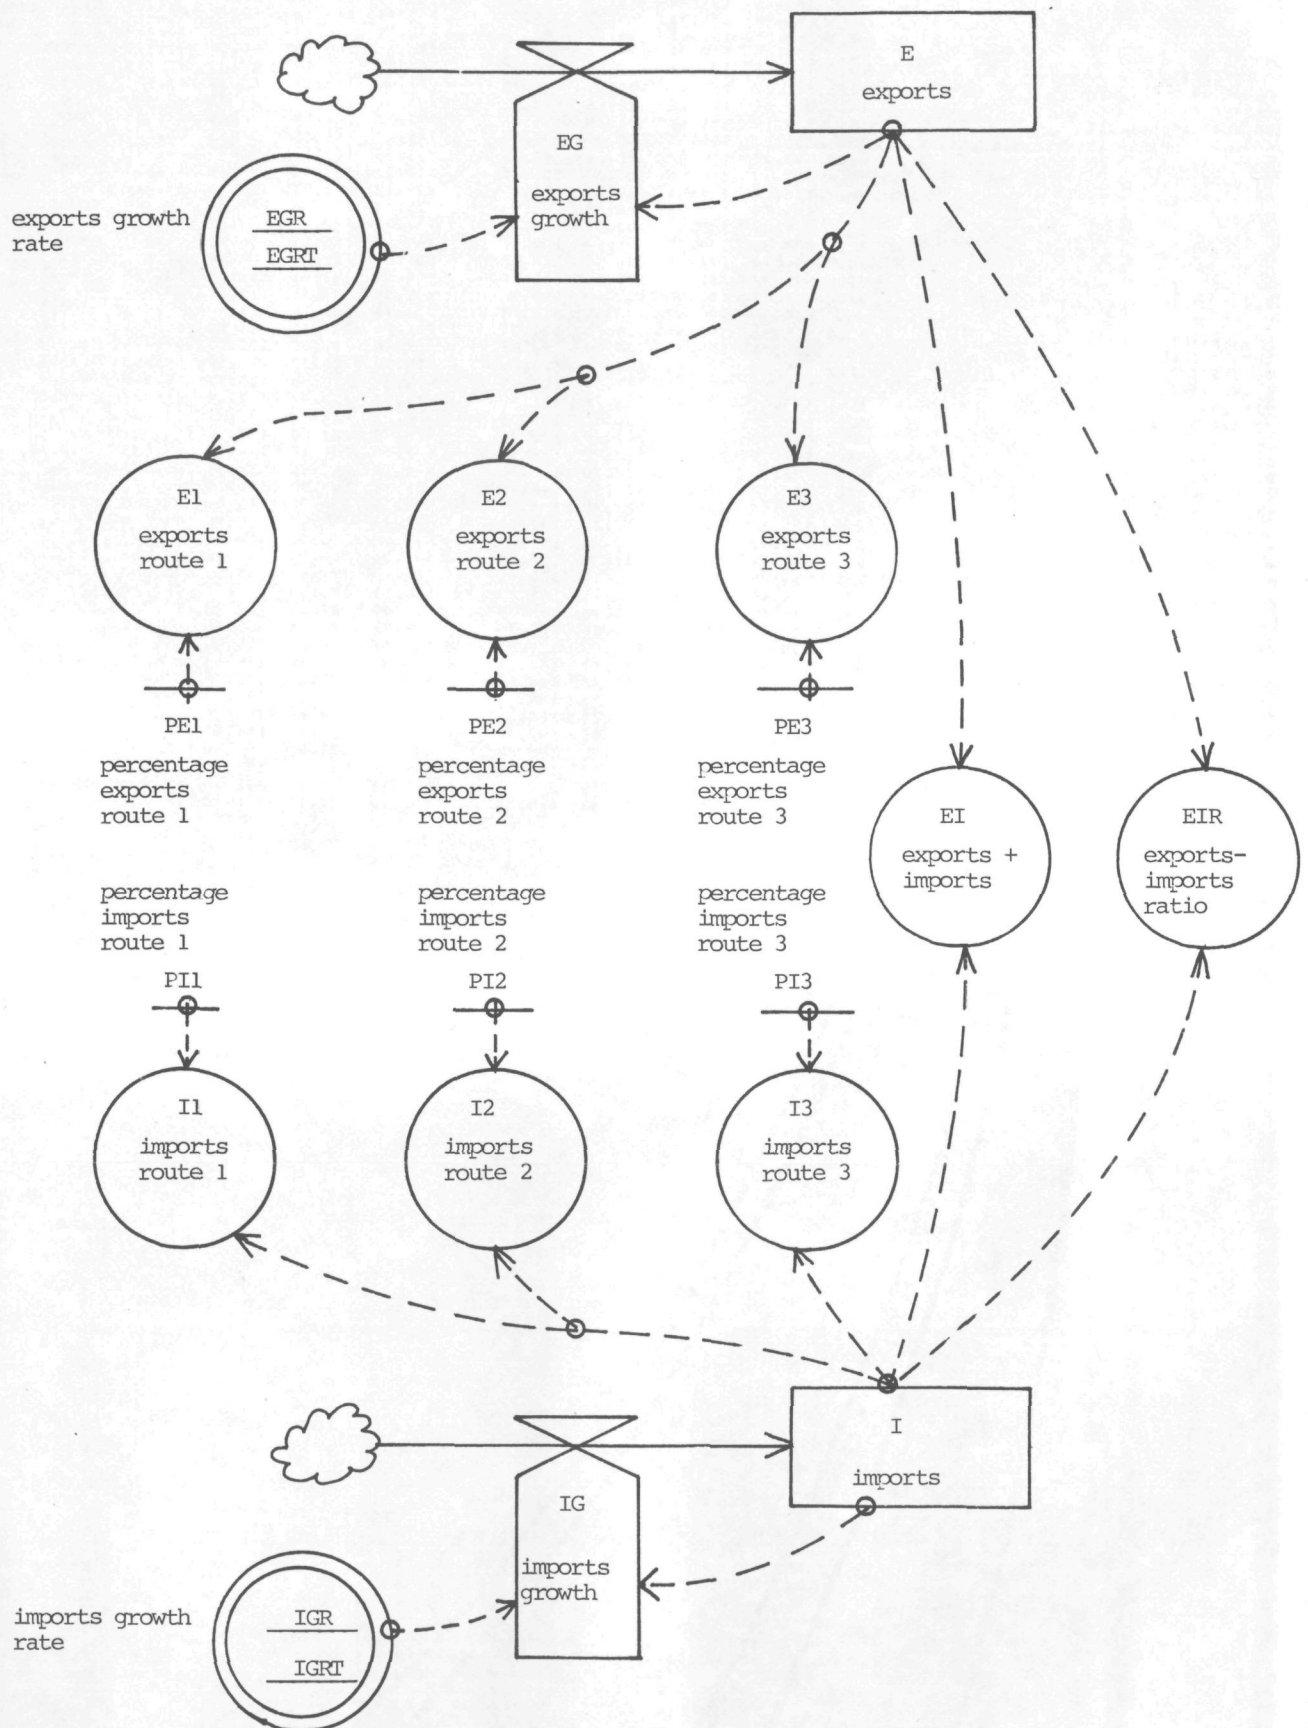 E
exports
EG
exports
growth
exports growth
rate
EGR
EGRT
E1
exports
route 1
E2
exports
route 2
E3
exports
route 3
PE1
percentage
exports
route 1
PE2
percentage
exports
route 2
PE3
percentage
exports
route 3
EI
exports +
imports
EIR
exports-
imports
ratio
percentage
imports
route 1
PI1
percentage
imports
route 2
PI2
percentage
imports
route 3
PI3
I1
imports
route 1
I2
imports
route 2
I3
imports
route 3
I
imports
IG
imports
growth
imports growth
rate
IGR
IGRT